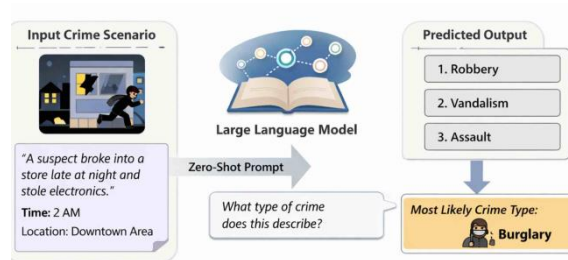 Input Crime Scenario
"A suspect broke into a
store late at night and
stole electronics."
Time: 2 AM
Location: Downtown Area
Large Language Model
Zero-Shot Prompt
What type of crime
does this describe?
Predicted Output
1. Robbery
2. Vandalism
3. Assault
Most Likely Crime Type:
Burglary